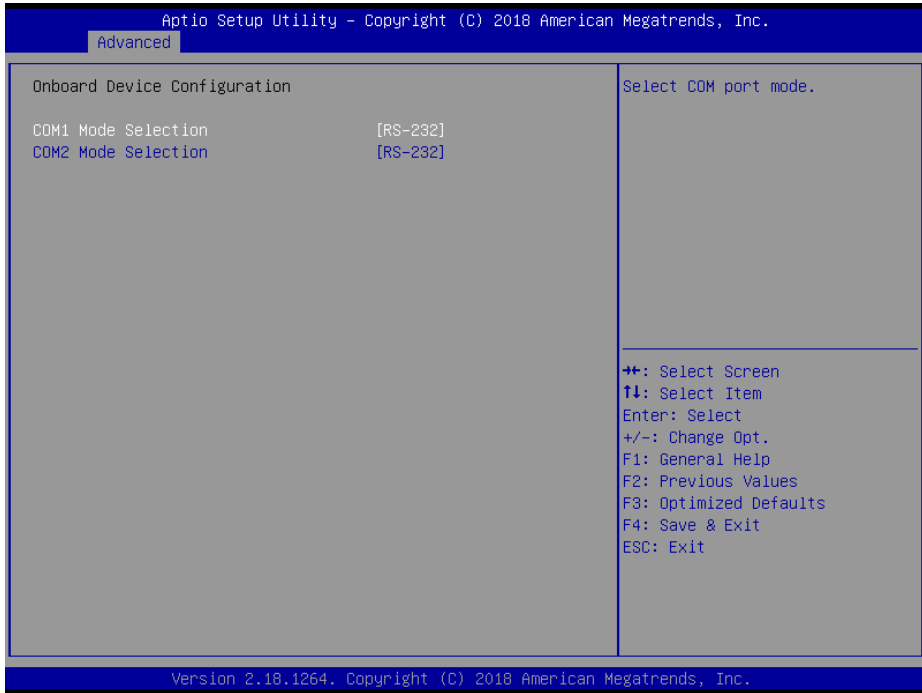 Aptio Setup Utility – Copyright (C) 2018 American Megatrends, Inc.
Advanced
Onboard Device Configuration
COM1 Mode Selection [RS-232]
COM2 Mode Selection [RS-232]
Select COM port mode.
→←: Select Screen
↑↓: Select Item
Enter: Select
+/-: Change Opt.
F1: General Help
F2: Previous Values
F3: Optimized Defaults
F4: Save & Exit
ESC: Exit
Version 2.18.1264. Copyright (C) 2018 American Megatrends, Inc.